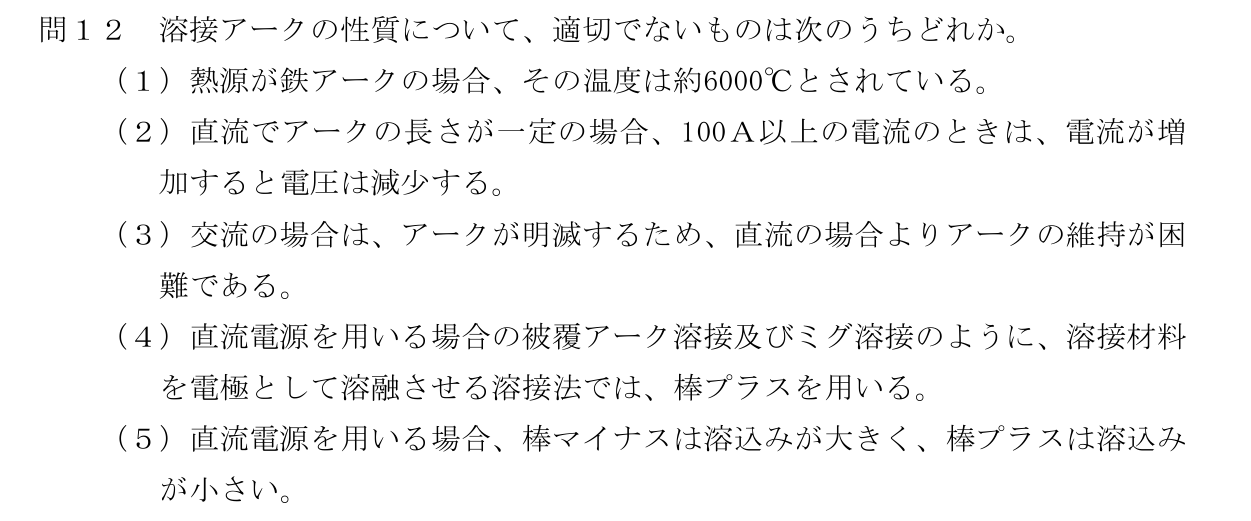 問１２　溶接アークの性質について、適切でないものは次のうちどれか。
（１）熱源が鉄アークの場合、その温度は約6000℃とされている。
（２）直流でアークの長さが一定の場合、100Ａ以上の電流のときは、電流が増
加すると電圧は減少する。
（３）交流の場合は、アークが明滅するため、直流の場合よりアークの維持が困
難である。
（４）直流電源を用いる場合の被覆アーク溶接及びミグ溶接のように、溶接材料
を電極として溶融させる溶接法では、棒プラスを用いる。
（５）直流電源を用いる場合、棒マイナスは溶込みが大きく、棒プラスは溶込み
が小さい。